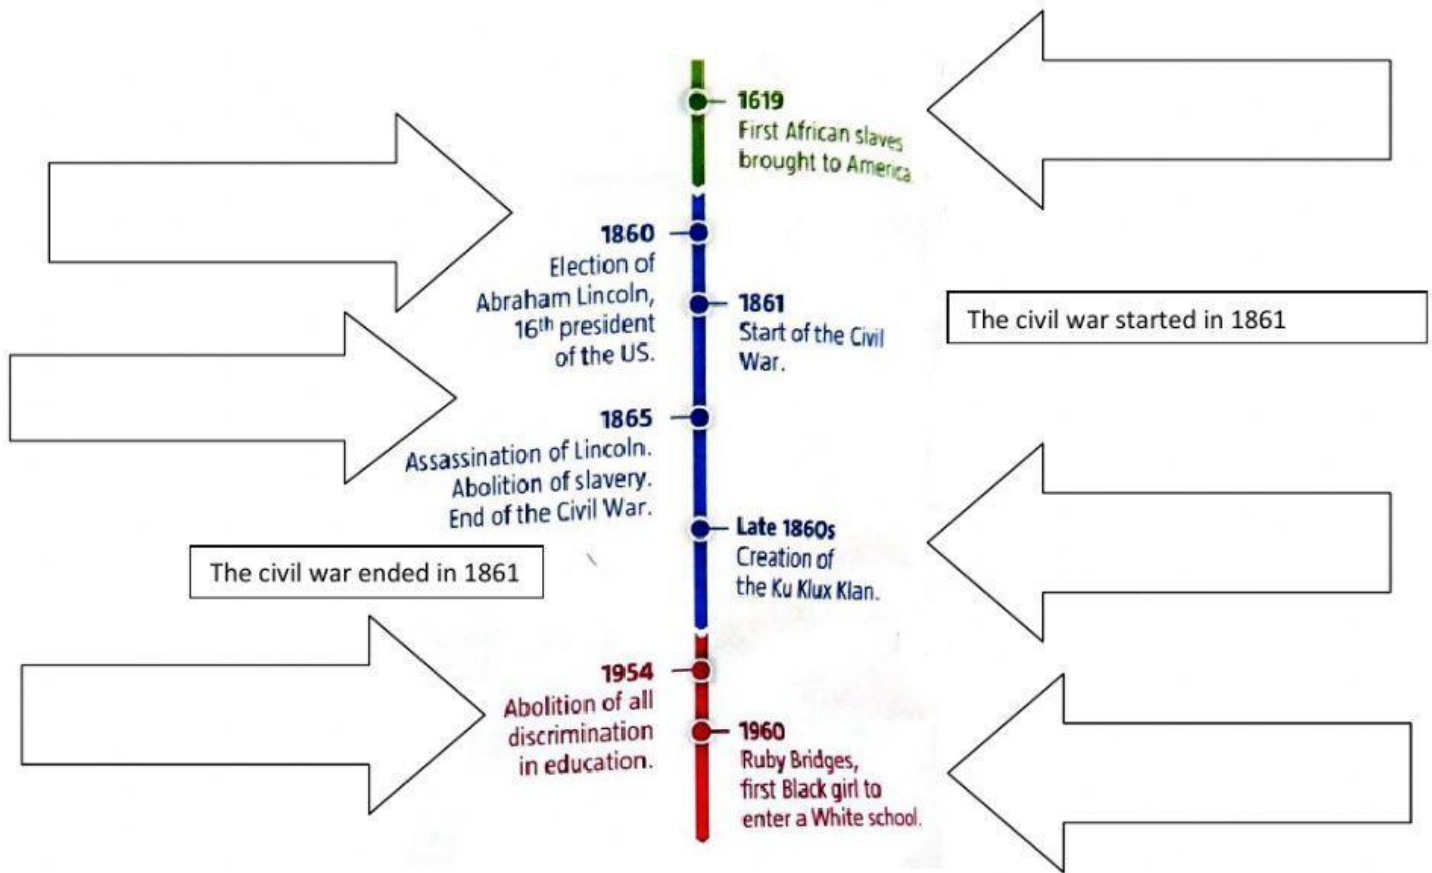 1619
First African slaves
brought to America.
1860
Election of
Abraham Lincoln,
16th president
of the US.
1861
Start of the Civil
War.
The civil war started in 1861
1865
Assassination of Lincoln.
Abolition of slavery.
End of the Civil War.
Late 1860s
Creation of
the Ku Klux Klan.
The civil war ended in 1861
1954
Abolition of all
discrimination
in education.
1960
Ruby Bridges,
first Black girl to
enter a White school.